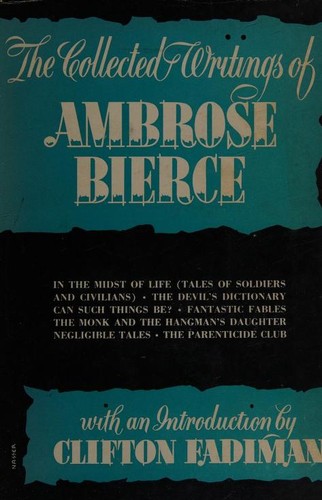 The Collected Writings of
AMBROSE
BIERCE
IN THE MIDST OF LIFE (TALES OF SOLDIERS
AND CIVILIANS) • THE DEVIL'S DICTIONARY
CAN SUCH THINGS BE? • FANTASTIC FABLES
THE MONK AND THE HANGMAN'S DAUGHTER
NEGLIGIBLE TALES • THE PARENTICIDE CLUB
with an Introduction by
CLIFTON FADIMAN